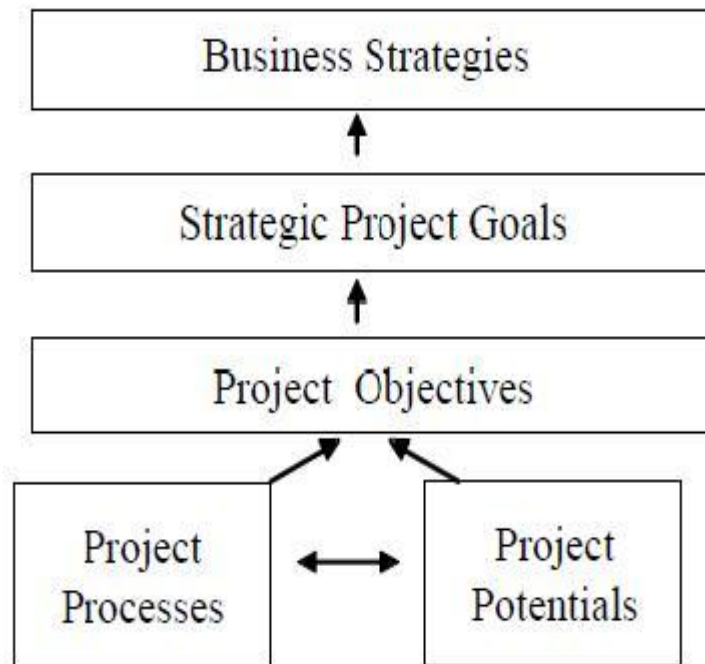 Business Strategies
Strategic Project Goals
Project Objectives
Project
Processes
Project
Potentials